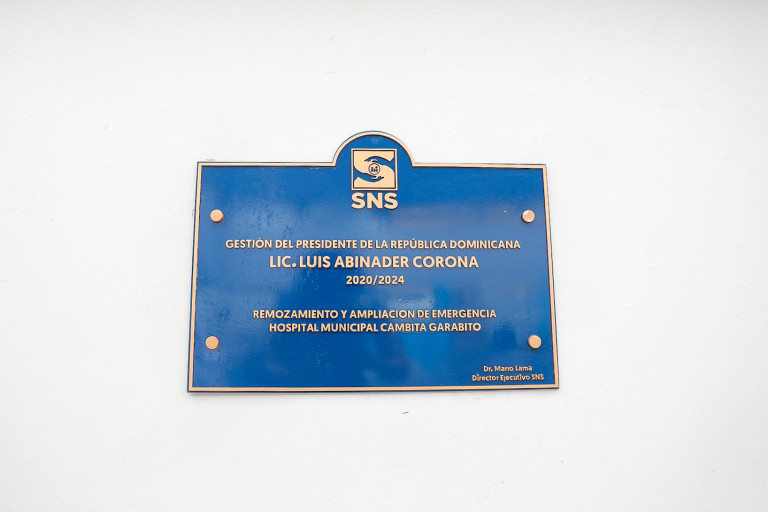 SNS
GESTIÓN DEL PRESIDENTE DE LA REPÚBLICA DOMINICANA
LIC. LUIS ABINADER CORONA
2020/2024
REMOZAMIENTO Y AMPLIACIÓN DE EMERGENCIA
HOSPITAL MUNICIPAL CAMBITA GARABITO
Dr. Mario Lama
Director Ejecutivo SNS